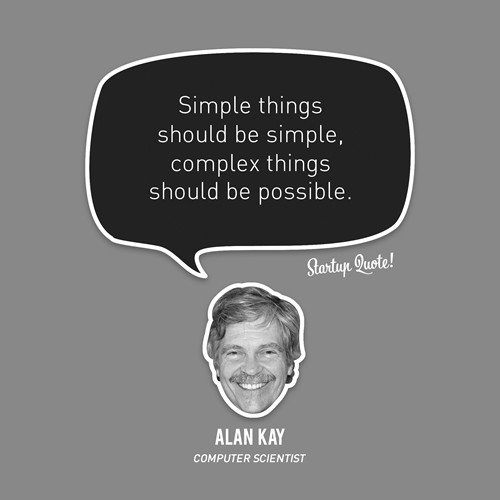 Simple things
should be simple,
complex things
should be possible.
Startup Quote!
ALAN KAY
COMPUTER SCIENTIST